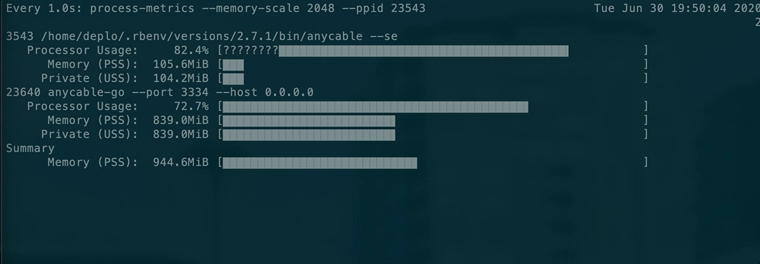 Every 1.0s: process-metrics --memory-scale 2048 --ppid 23543 Tue Jun 30 19:50:04 2020
2
3543 /home/deplo/.rbenv/versions/2.7.1/bin/anycable --se
Processor Usage: 82.4% [???????? ]
Memory (PSS): 105.6MiB [ ]
Private (USS): 104.2MiB [ ]
23640 anycable-go --port 3334 --host 0.0.0.0
Processor Usage: 72.7% [ ]
Memory (PSS): 839.0MiB [ ]
Private (USS): 839.0MiB [ ]
Summary
Memory (PSS): 944.6MiB [ ]